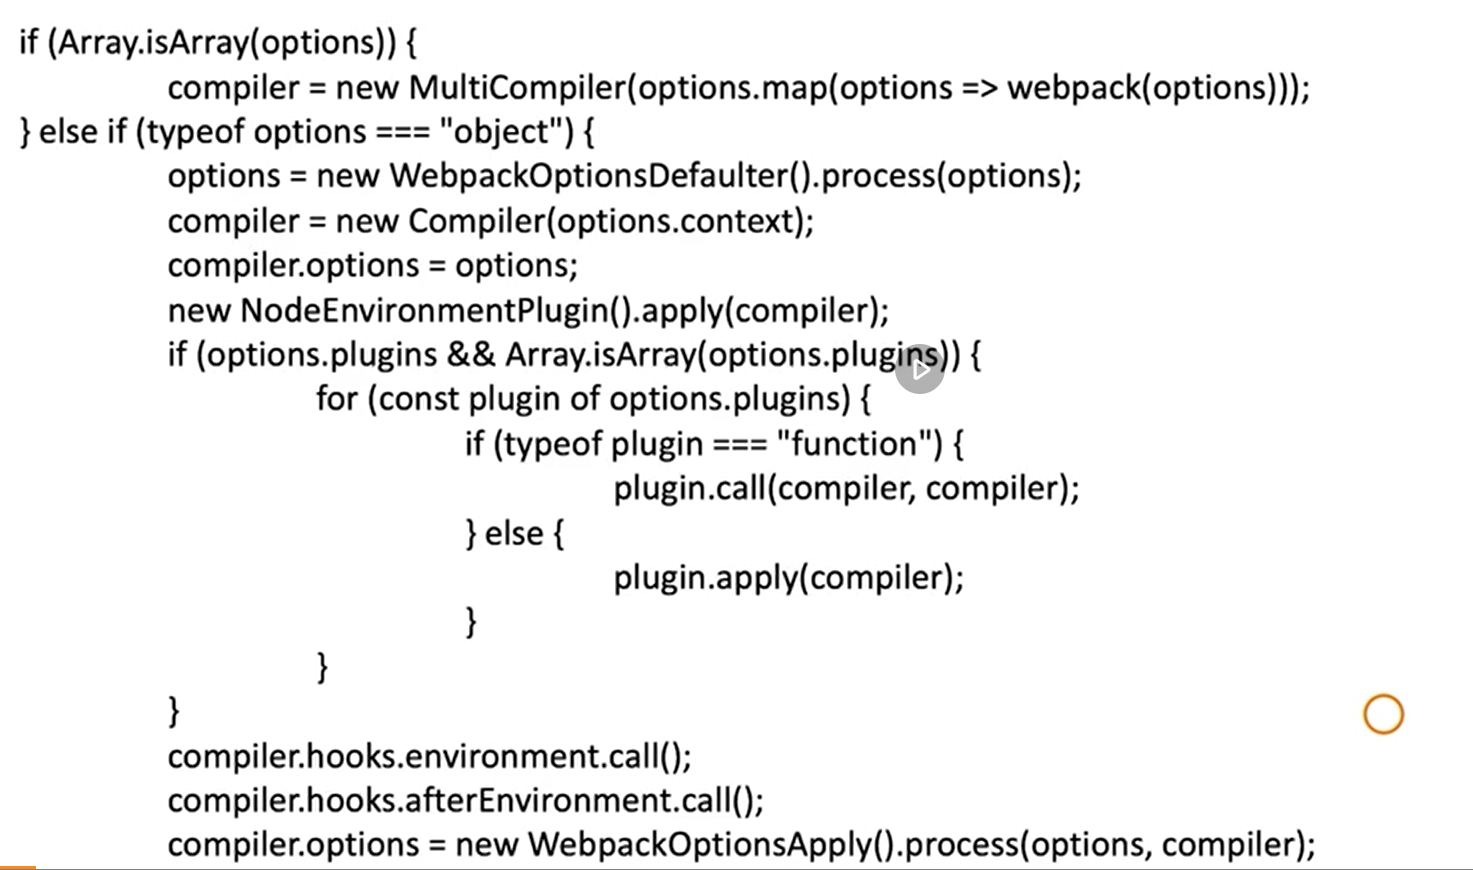 if (Array.isArray(options)) {
compiler = new MultiCompiler(options.map(options => webpack(options)));
} else if (typeof options === "object") {
options = new WebpackOptionsDefaulter().process(options);
compiler = new Compiler(options.context);
compiler.options = options;
new NodeEnvironmentPlugin().apply(compiler);
if (options.plugins && Array.isArray(options.plugins)) {
for (const plugin of options.plugins) {
if (typeof plugin === "function") {
plugin.call(compiler, compiler);
} else {
plugin.apply(compiler);
}
}
}
compiler.hooks.environment.call();
compiler.hooks.afterEnvironment.call();
compiler.options = new WebpackOptionsApply().process(options, compiler);